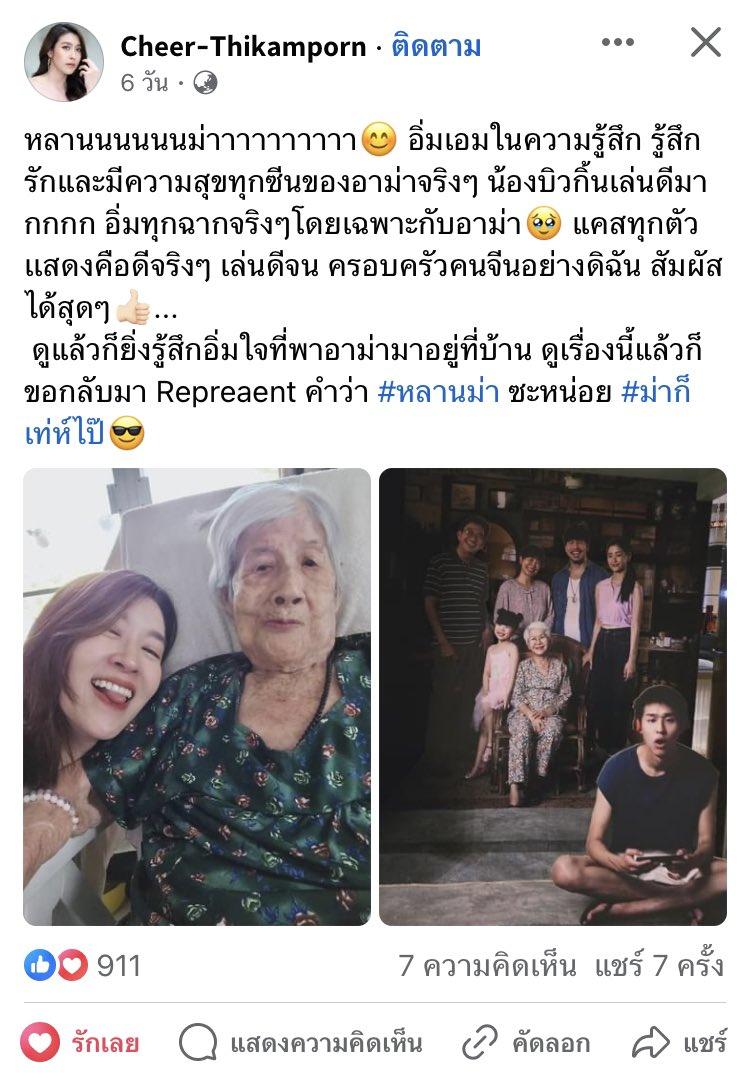 Cheer-Thikamporn · ติดตาม
6 วัน ·
หลานนนนนนม่าาาาาาาาาา😊 อิ่มเอมในความรู้สึก รู้สึก
รักและมีความสุขทุกซีนของอาม่าจริงๆ น้องบิวกิ้นเล่นดีมา
กกกก อิ่มทุกฉากจริงๆโดยเฉพาะกับอาม่า🥹 แคสทุกตัว
แสดงคือดีจริงๆ เล่นดีจน ครอบครัวคนจีนอย่างดิฉัน สัมผัส
ได้สุดๆ👍🏻...
ดูแล้วก็ยิ่งรู้สึกอิ่มใจที่พาอาม่ามาอยู่ที่บ้าน ดูเรื่องนี้แล้วก็
ขอกลับมา Repreaent คำว่า #หลานม่า ซะหน่อย #ม่าก็
เท่ห์ไป๊😎
911
7 ความคิดเห็น แชร์ 7 ครั้ง
รักเลย แสดงความคิดเห็น คัดลอก แชร์